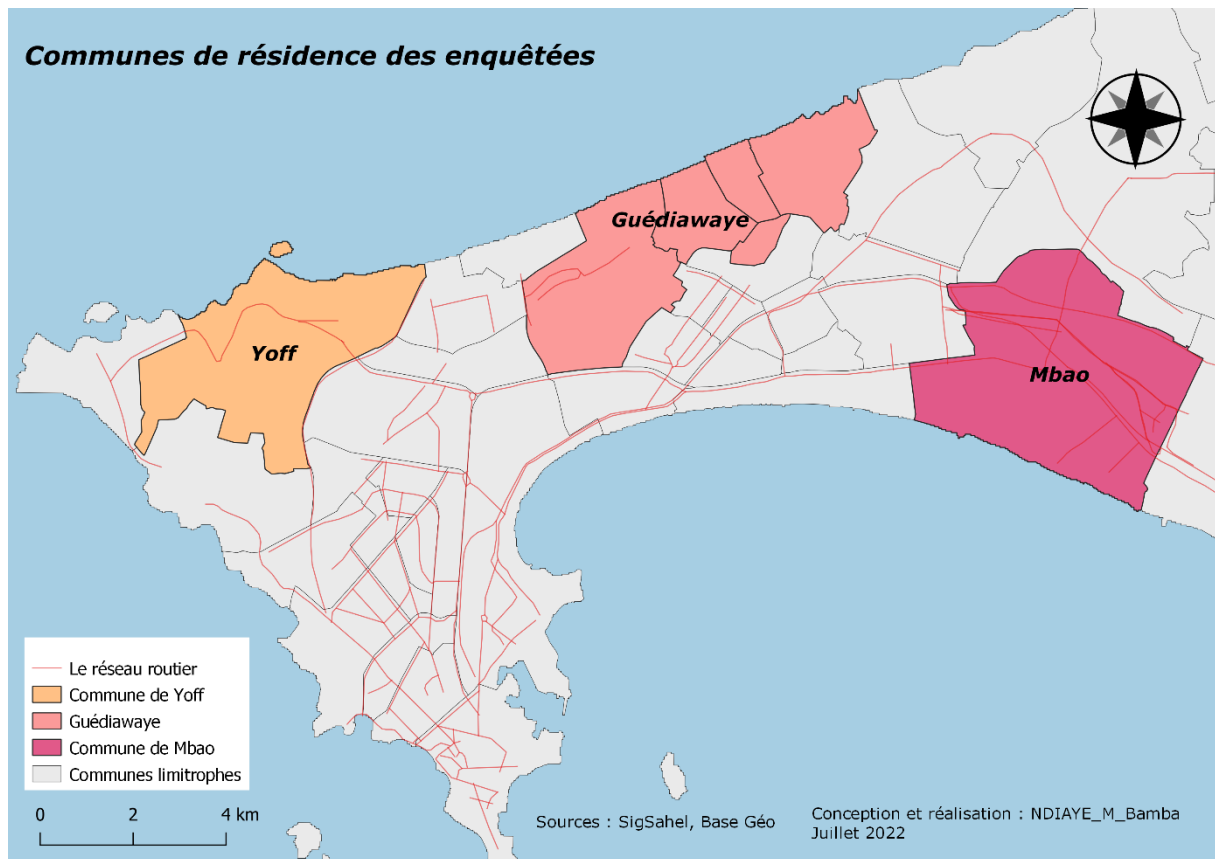 Communes de résidence des enquêtées
Guédiawaye
Yoff
Mbao
Le réseau routier
Commune de Yoff
Guédiawaye
Commune de Mbao
Communes limitrophes
0 2 4 km
Sources : SigSahel, Base Géo
Conception et réalisation : NDIAYE_M_Bamba
Juillet 2022